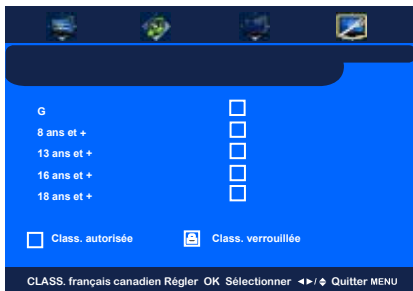 G
8 ans et +
13 ans et +
16 ans et +
18 ans et +
Class. autorisée Class. verrouillée
CLASS. français canadien Régler OK Sélectionner ◄►/♦ Quitter MENU